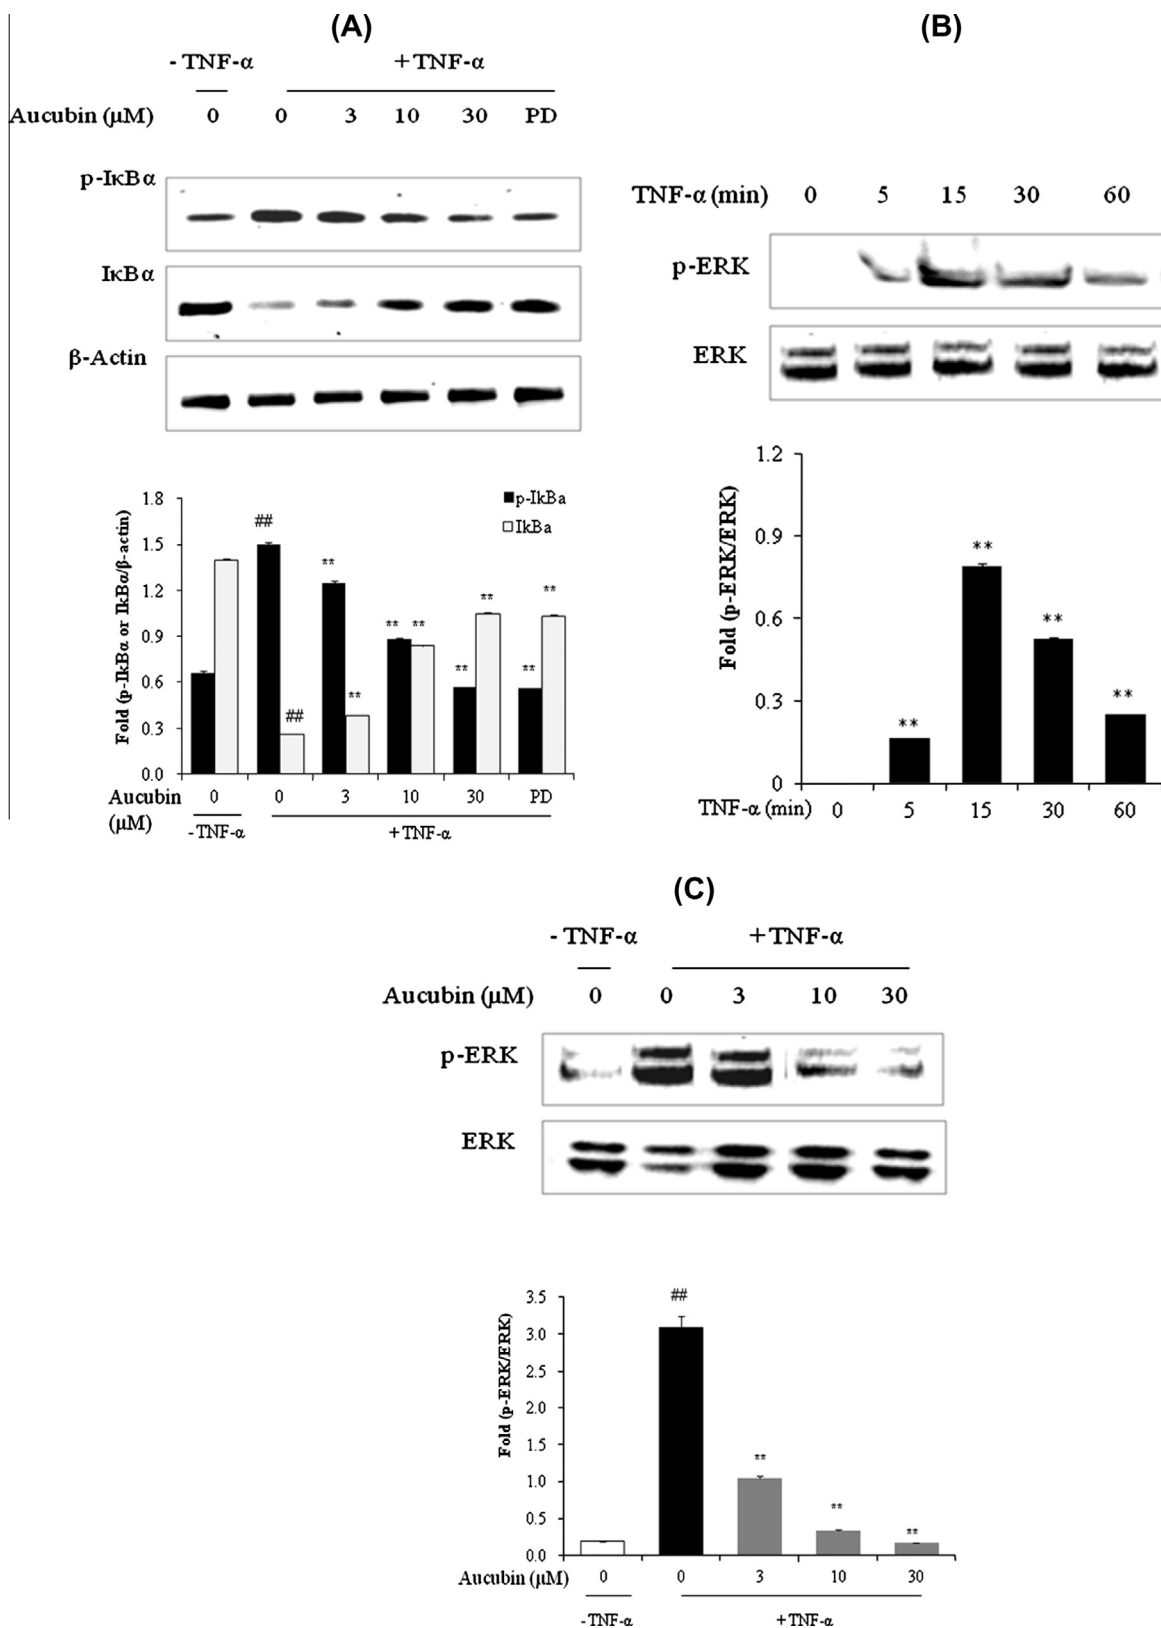 (A)
- TNF-α +TNF-α
Aucubin (μM) 0 0 3 10 30 PD
p-IκBα
IκBα
β-Actin
Fold (p-IkBα or IkBα/β-actin)
1.8
1.5
1.2
0.9
0.6
0.3
0.0
p-IkBa
IkBa
##
##
**
**
**
**
**
**
**
**
Aucubin (μM) 0 0 3 10 30 PD
- TNF-α +TNF-α
(B)
TNF-α (min) 0 5 15 30 60
p-ERK
ERK
Fold (p-ERK/ERK)
1.2
0.9
0.6
0.3
0
**
**
**
**
TNF-α (min) 0 5 15 30 60
(C)
- TNF-α +TNF-α
Aucubin (μM) 0 0 3 10 30
p-ERK
ERK
Fold (p-ERK/ERK)
3.5
3.0
2.5
2.0
1.5
1.0
0.5
0.0
##
**
**
**
Aucubin (μM) 0 0 3 10 30
- TNF-α +TNF-α